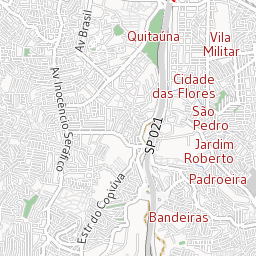 Av Brasil
Quitaúna
Vila
Militar
Cidade
das Flores
São
Pedro
Av Inocêncio Seráfico
SP 021
Jardim
Roberto
Padroeira
Estr do Copiúva
Bandeiras